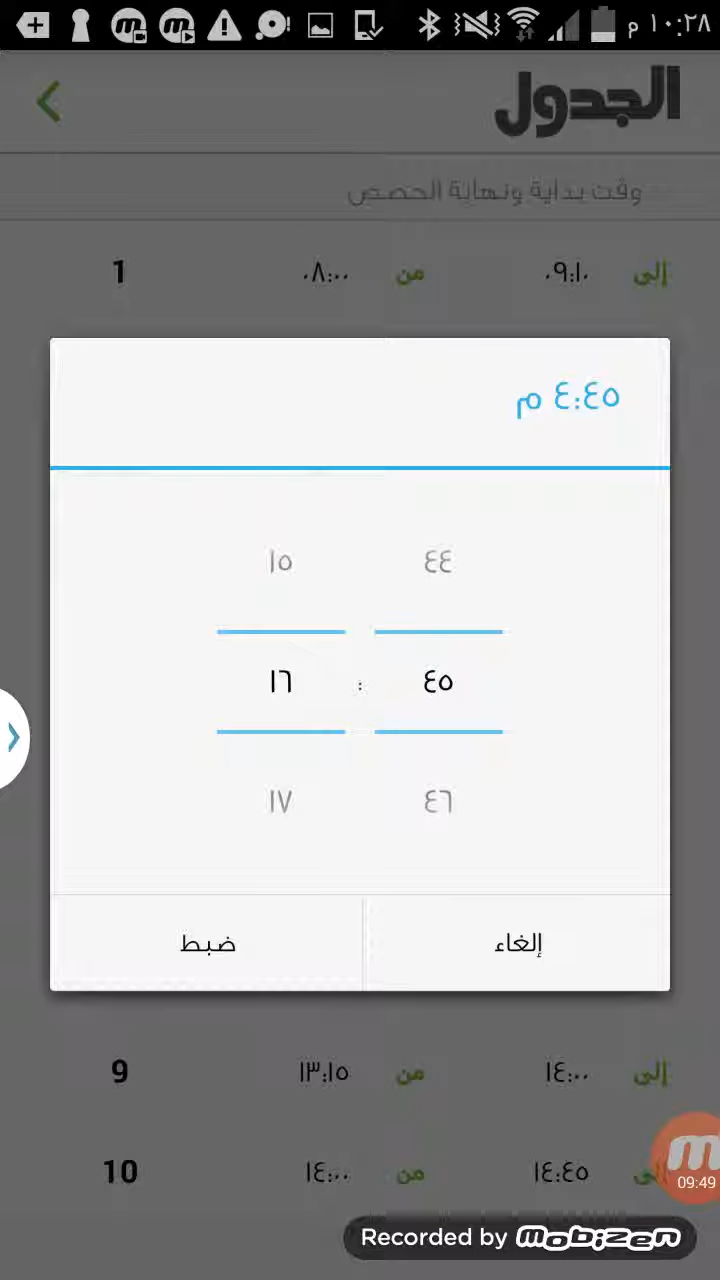 ١٠:٢٨ م
الجدول
وقت بداية ونهاية الحصص
1 ٠٨:٠٠ من ٠٩:١٠ إلى
٤:٤٥ م
١٥ ٤٤
١٦ : ٤٥
١٧ ٤٦
ضبط إلغاء
9 ١٣:١٥ من ١٤:٠٠ إلى
10 ١٤:٠٠ من ١٤:٤٥ إلى
09:49
Recorded by mobizen